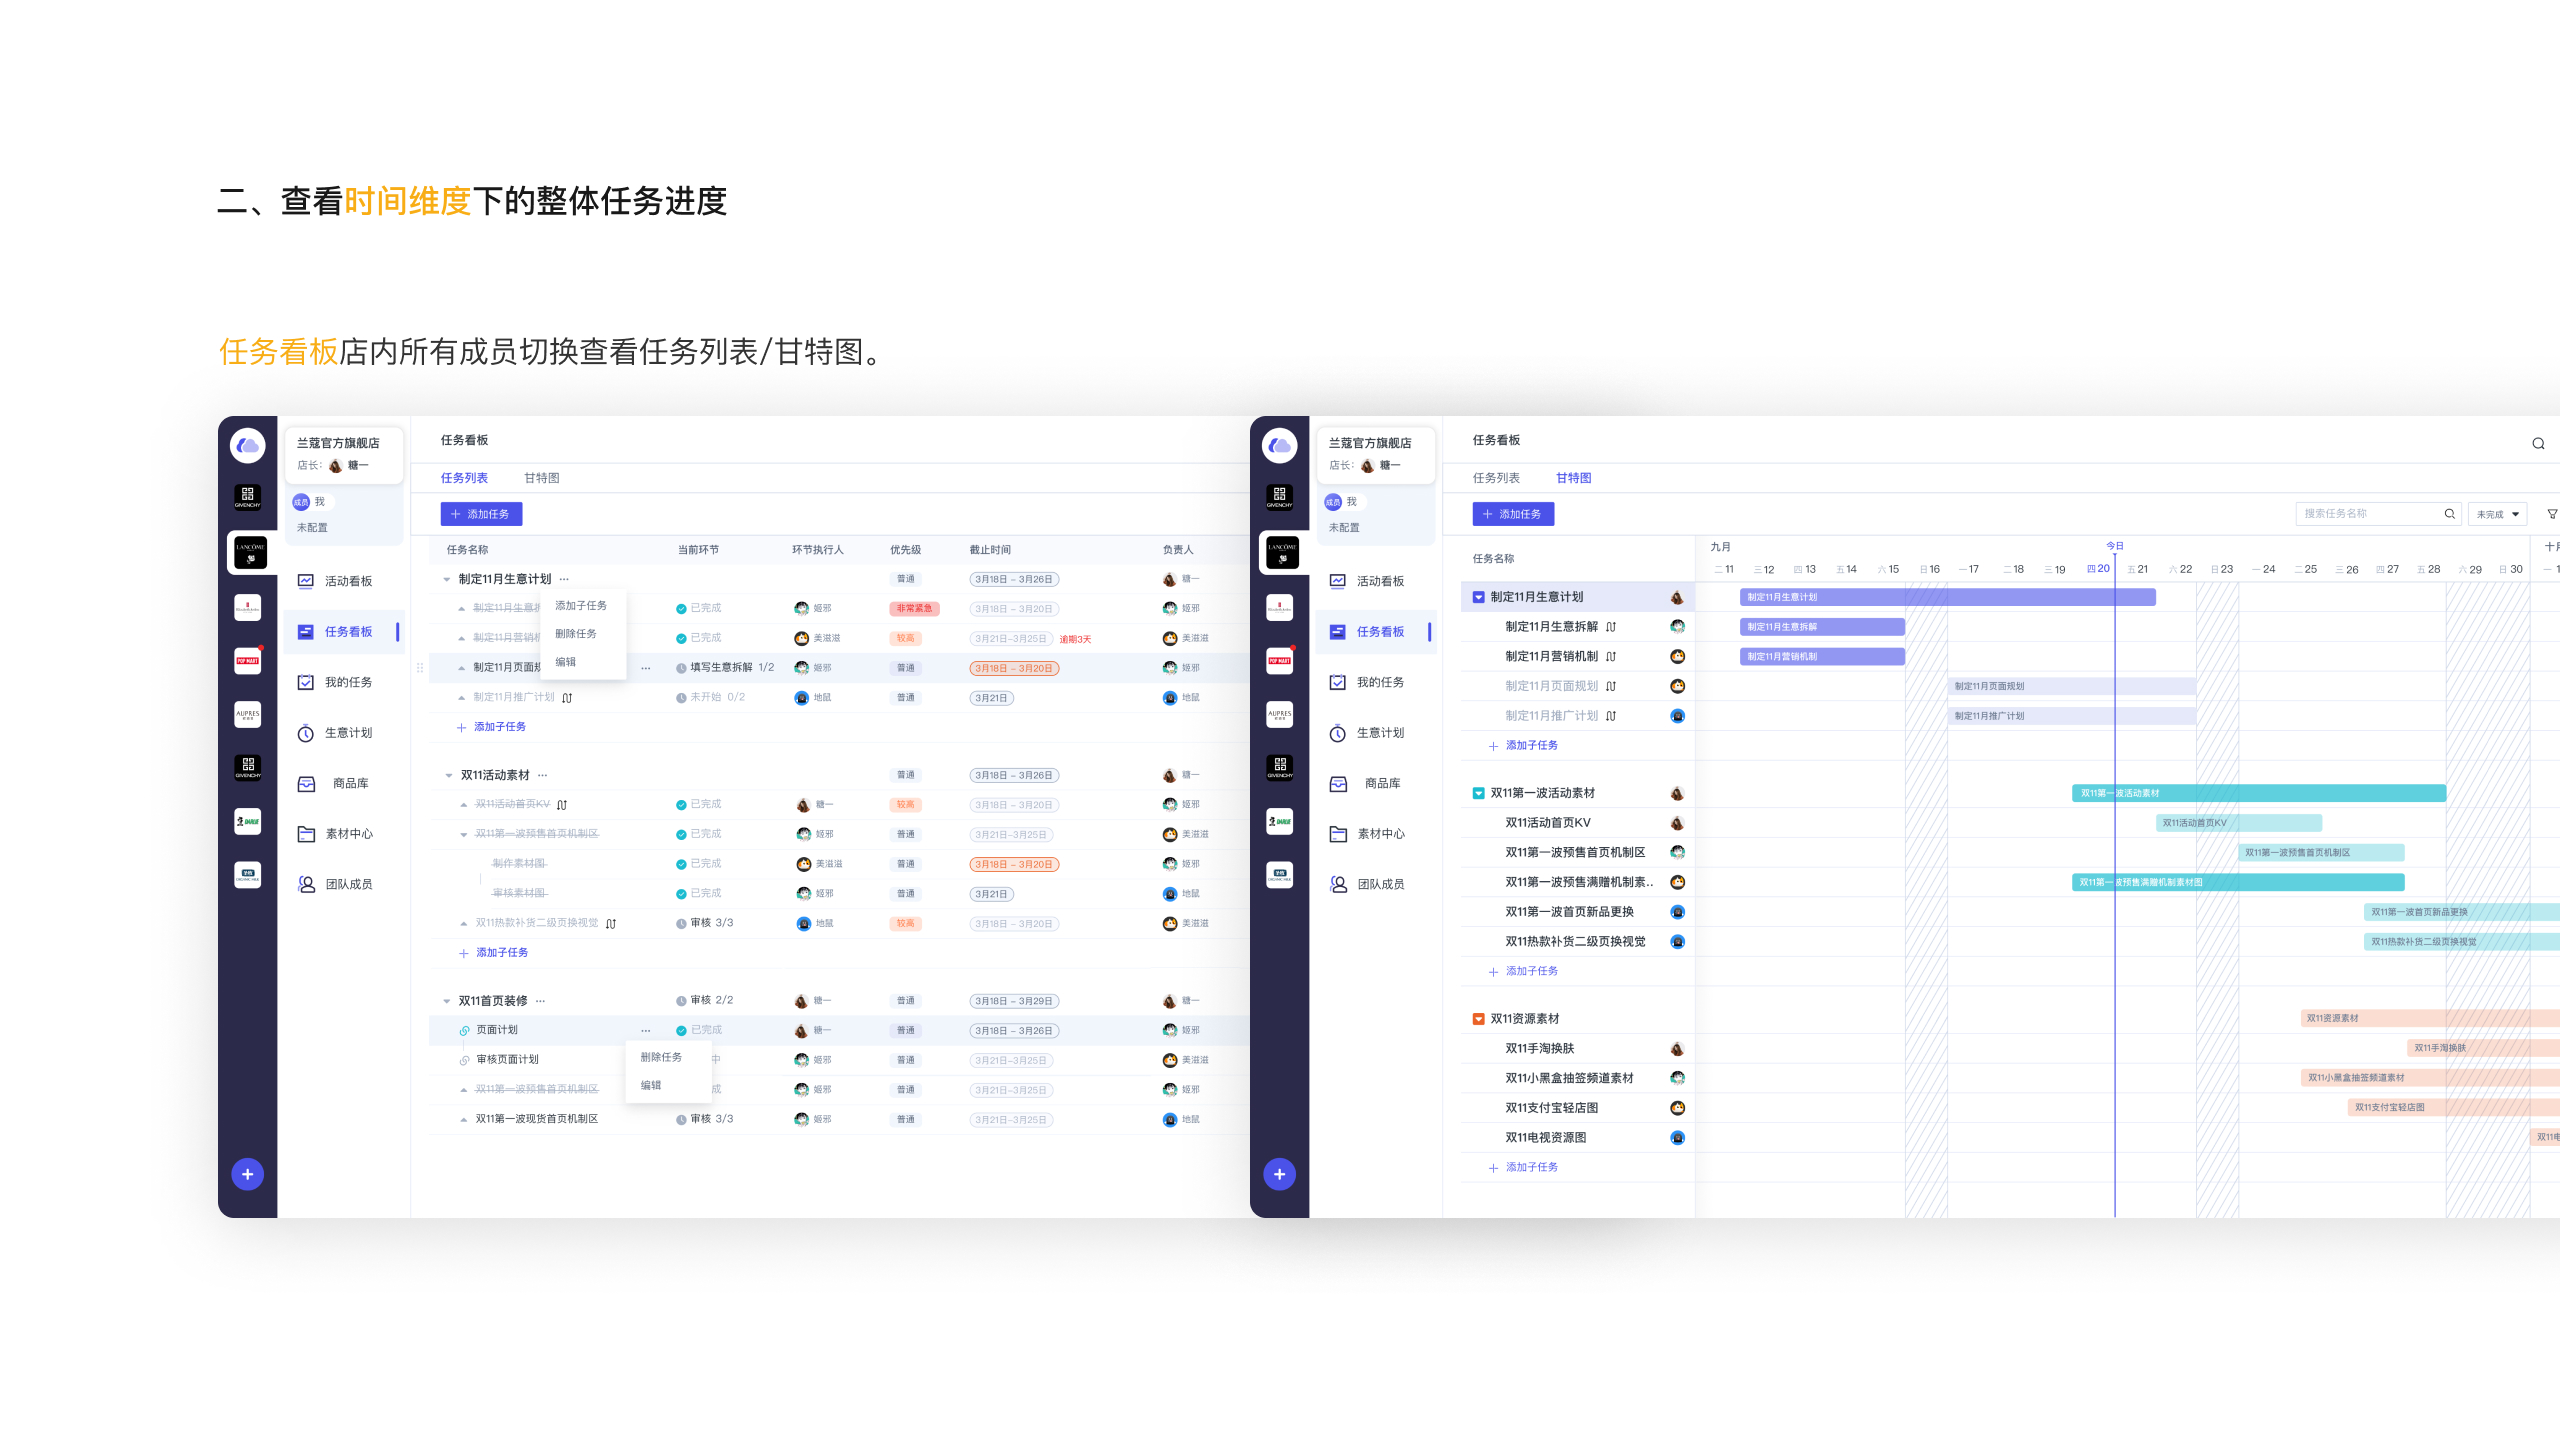 二、查看时间维度下的整体任务进度
任务看板店内所有成员切换查看任务列表/甘特图。
兰蔻官方旗舰店
店长: 糖一
成员 我
未配置
GIVENCHY
LANCÔME
POP MART
AUPRES
GIVENCHY
活动看板
任务看板
我的任务
生意计划
商品库
素材中心
团队成员
任务看板
任务列表 甘特图
添加任务
任务名称 当前环节 环节执行人 优先级 截止时间 负责人
制定11月生意计划 ··· 普通 3月18日 – 3月26日 糖一
制定11月生意 已完成 姬邪 非常紧急 3月18日 – 3月20日 姬邪
制定11月营销 已完成 美滋滋 较高 3月21日–3月25日 逾期3天 美滋滋
制定11月页面 ··· 填写生意拆解 1/2 姬邪 普通 3月18日 – 3月20日 姬邪
制定11月推广计划 未开始 0/2 地鼠 普通 3月21日 地鼠
添加子任务
添加子任务
删除任务
编辑
双11活动素材 ··· 普通 3月18日 – 3月26日 糖一
双11活动首页KV 已完成 糖一 较高 3月18日 – 3月20日 姬邪
双11第一波预售首页机制区 已完成 姬邪 普通 3月21日–3月25日 美滋滋
制作素材图 已完成 美滋滋 普通 3月18日 – 3月20日 姬邪
审核素材图 已完成 姬邪 普通 3月21日 地鼠
双11热款补货二级页换视觉 审核 3/3 地鼠 较高 3月18日 – 3月20日 美滋滋
添加子任务
双11首页装修 ··· 审核 2/2 糖一 普通 3月18日 – 3月29日 糖一
页面计划 ··· 已完成 糖一 普通 3月18日 – 3月26日 姬邪
审核页面计划 中 姬邪 普通 3月21日–3月25日 美滋滋
双11第一波预售首页机制区 成 姬邪 普通 3月21日–3月25日 姬邪
双11第一波现货首页机制区 审核 3/3 姬邪 普通 3月21日–3月25日 地鼠
删除任务
编辑
兰蔻官方旗舰店
店长: 糖一
成员 我
未配置
GIVENCHY
LANCÔME
POP MART
AUPRES
GIVENCHY
活动看板
任务看板
我的任务
生意计划
商品库
素材中心
团队成员
任务看板
任务列表 甘特图
添加任务
搜索任务名称 未完成
任务名称
九月 今日
二 11 三 12 四 13 五 14 六 15 日 16 一 17 二 18 三 19 四 20 五 21 六 22 日 23 一 24 二 25 三 26 四 27 五 28 六 29 日 30
制定11月生意计划 制定11月生意计划
制定11月生意拆解 制定11月生意拆解
制定11月营销机制 制定11月营销机制
制定11月页面规划 制定11月页面规划
制定11月推广计划 制定11月推广计划
添加子任务
双11第一波活动素材 双11第一波活动素材
双11活动首页KV 双11活动首页KV
双11第一波预售首页机制区 双11第一波预售首页机制区
双11第一波预售满赠机制素.. 双11第一波预售满赠机制素材图
双11第一波首页新品更换 双11第一波首页新品更换
双11热款补货二级页换视觉 双11热款补货二级页换视觉
添加子任务
双11资源素材 双11资源素材
双11手淘换肤 双11手淘换肤
双11小黑盒抽签频道素材 双11小黑盒抽签频道素材
双11支付宝轻店图 双11支付宝轻店图
双11电视资源图 双11
添加子任务